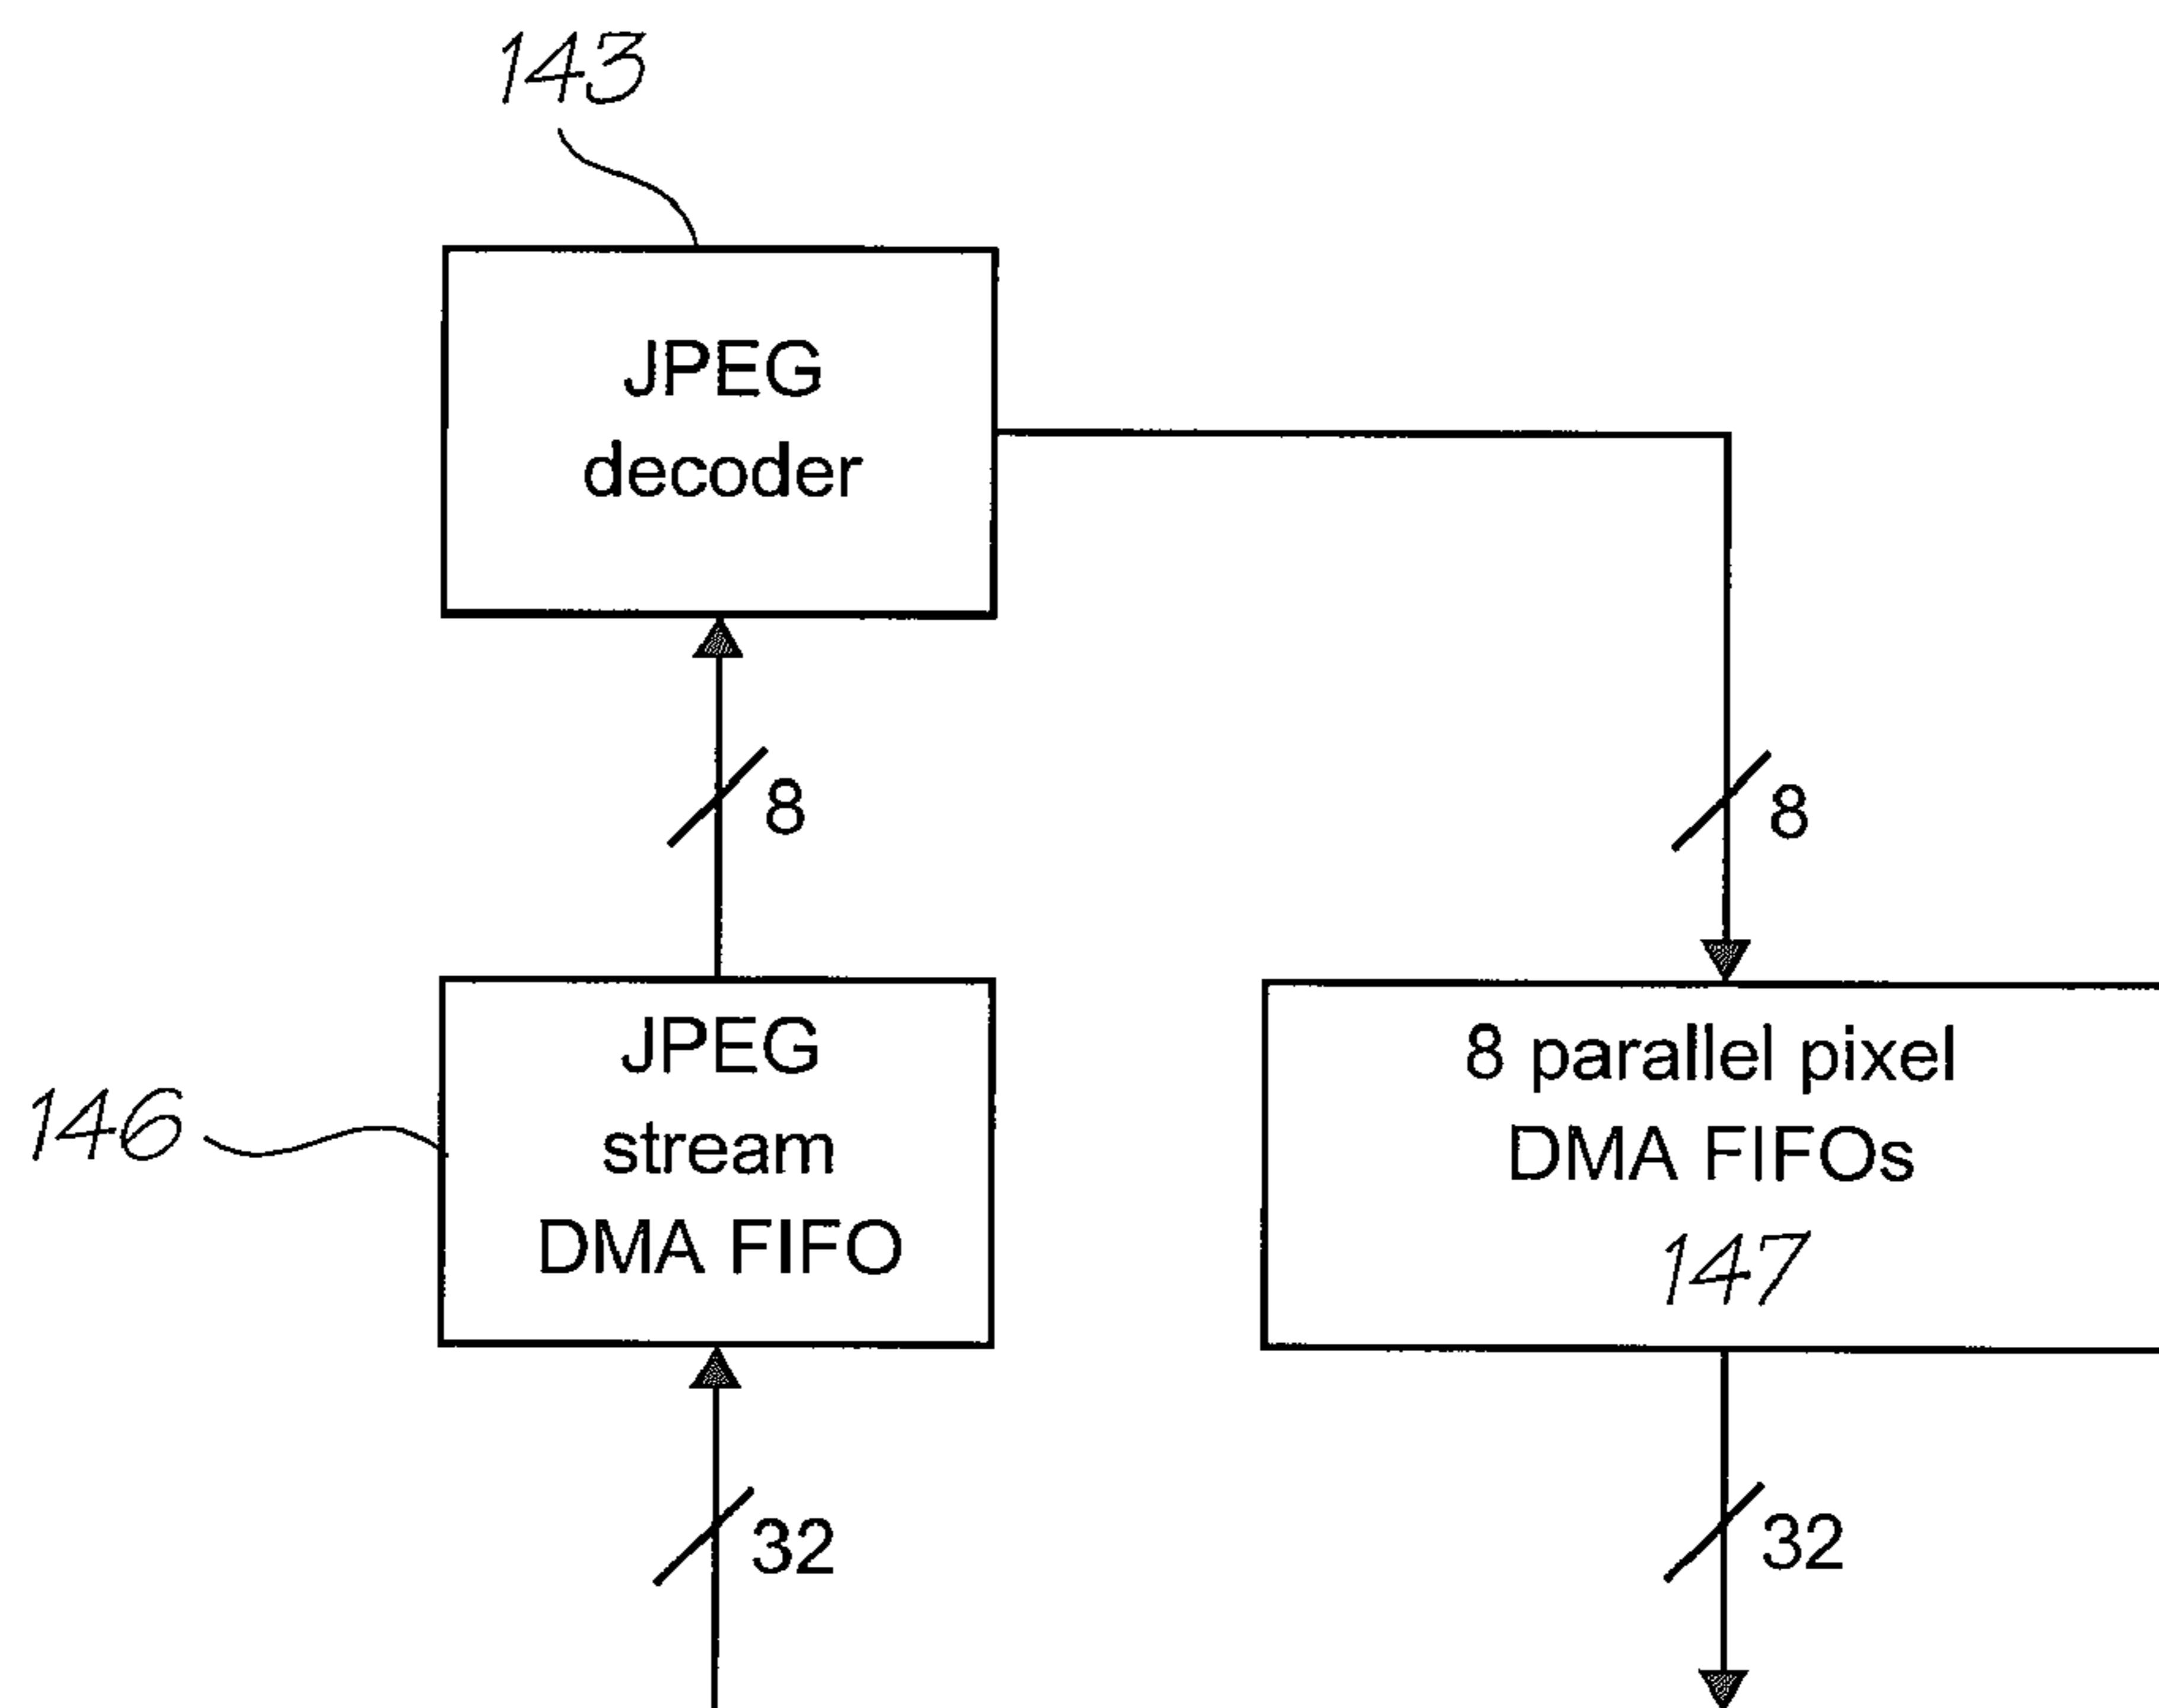 143
JPEG
decoder
8
8
JPEG
stream
DMA FIFO
146
8 parallel pixel
DMA FIFOs
147
32
32